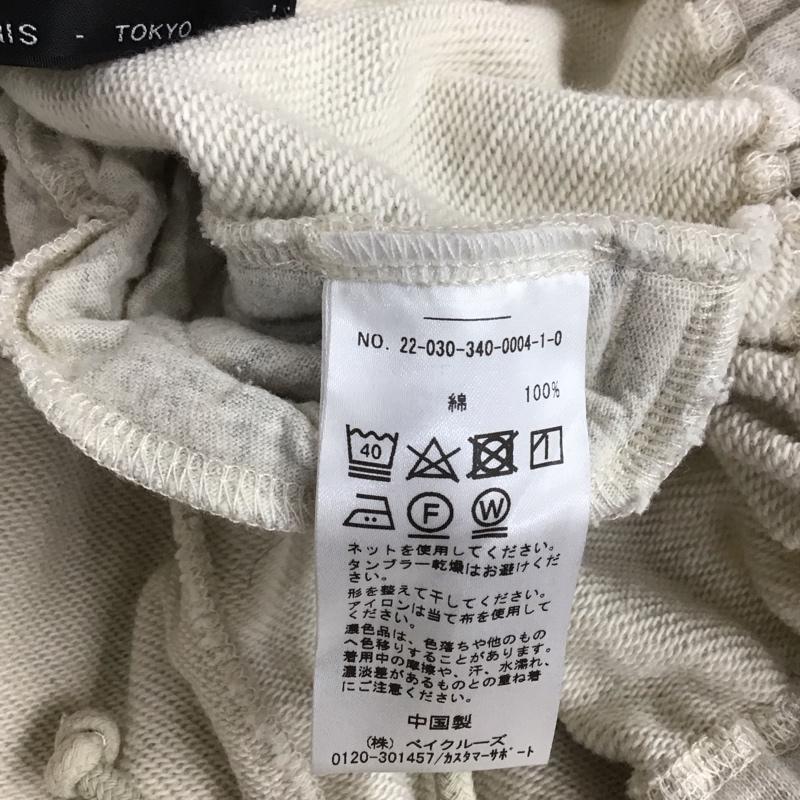 - TOKYO
NO. 22-030-340-0004-1-0
綿 100%
40
F W
ネットを使用してください。
タンブラー乾燥はお避けくだ
さい。
形を整えて干してください。
アイロンは当て布を使用して
ください。
濃色品は、色落ちや他のもの
へ色移りすることがあります。
着用中の摩擦や、汗、水濡れ、
濃淡差があるものとの重ね着
にご注意ください。
中国製
(株) ベイクルーズ
0120-301457/カスタマーサポート